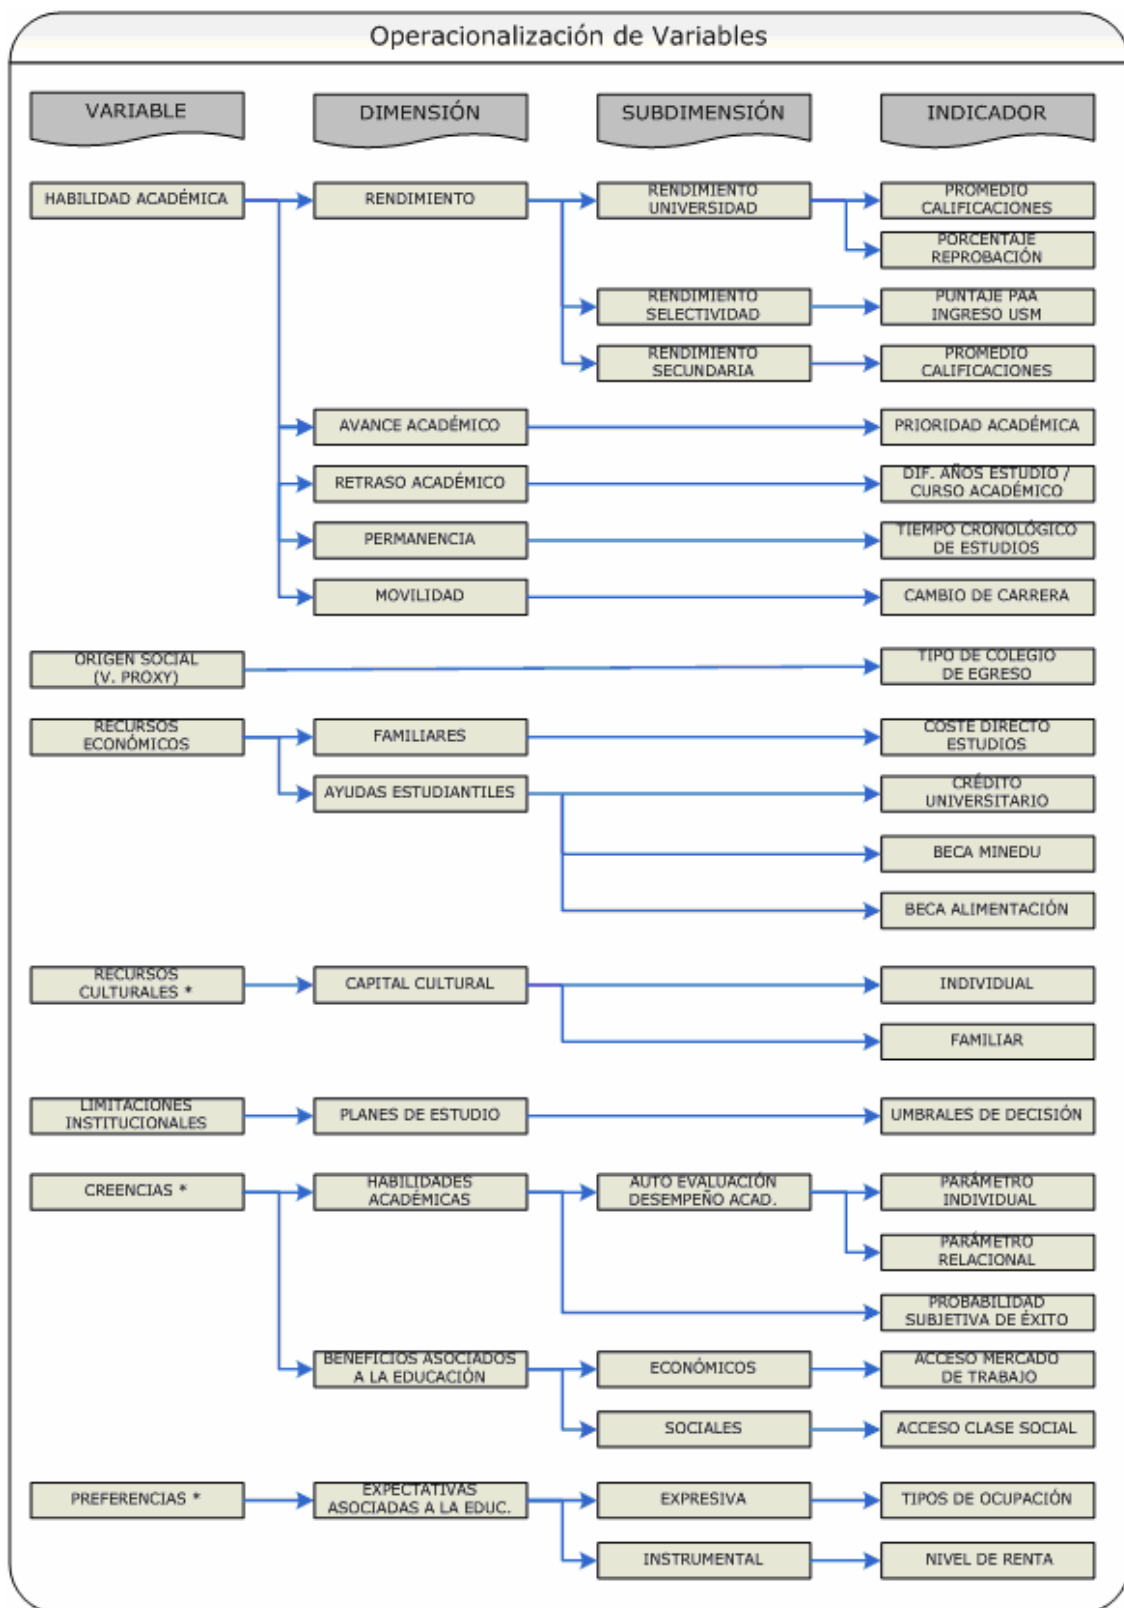 Operacionalización de Variables
VARIABLE
DIMENSIÓN
SUBDIMENSIÓN
INDICADOR
HABILIDAD ACADÉMICA
RENDIMIENTO
RENDIMIENTO
UNIVERSIDAD
PROMEDIO
CALIFICACIONES
PORCENTAJE
REPROBACIÓN
RENDIMIENTO
SELECTIVIDAD
PUNTAJE PAA
INGRESO USM
RENDIMIENTO
SECUNDARIA
PROMEDIO
CALIFICACIONES
AVANCE ACADÉMICO
PRIORIDAD ACADÉMICA
RETRASO ACADÉMICO
DIF. AÑOS ESTUDIO /
CURSO ACADÉMICO
PERMANENCIA
TIEMPO CRONOLÓGICO
DE ESTUDIOS
MOVILIDAD
CAMBIO DE CARRERA
ORIGEN SOCIAL
(V. PROXY)
TIPO DE COLEGIO
DE EGRESO
RECURSOS
ECONÓMICOS
FAMILIARES
COSTE DIRECTO
ESTUDIOS
AYUDAS ESTUDIANTILES
CRÉDITO
UNIVERSITARIO
BECA MINEDU
BECA ALIMENTACIÓN
RECURSOS
CULTURALES *
CAPITAL CULTURAL
INDIVIDUAL
FAMILIAR
LIMITACIONES
INSTITUCIONALES
PLANES DE ESTUDIO
UMBRALES DE DECISIÓN
CREENCIAS *
HABILIDADES
ACADÉMICAS
AUTO EVALUACIÓN
DESEMPEÑO ACAD.
PARÁMETRO
INDIVIDUAL
PARÁMETRO
RELACIONAL
PROBABILIDAD
SUBJETIVA DE ÉXITO
BENEFICIOS ASOCIADOS
A LA EDUCACIÓN
ECONÓMICOS
ACCESO MERCADO
DE TRABAJO
SOCIALES
ACCESO CLASE SOCIAL
PREFERENCIAS *
EXPECTATIVAS
ASOCIADAS A LA EDUC.
EXPRESIVA
TIPOS DE OCUPACIÓN
INSTRUMENTAL
NIVEL DE RENTA